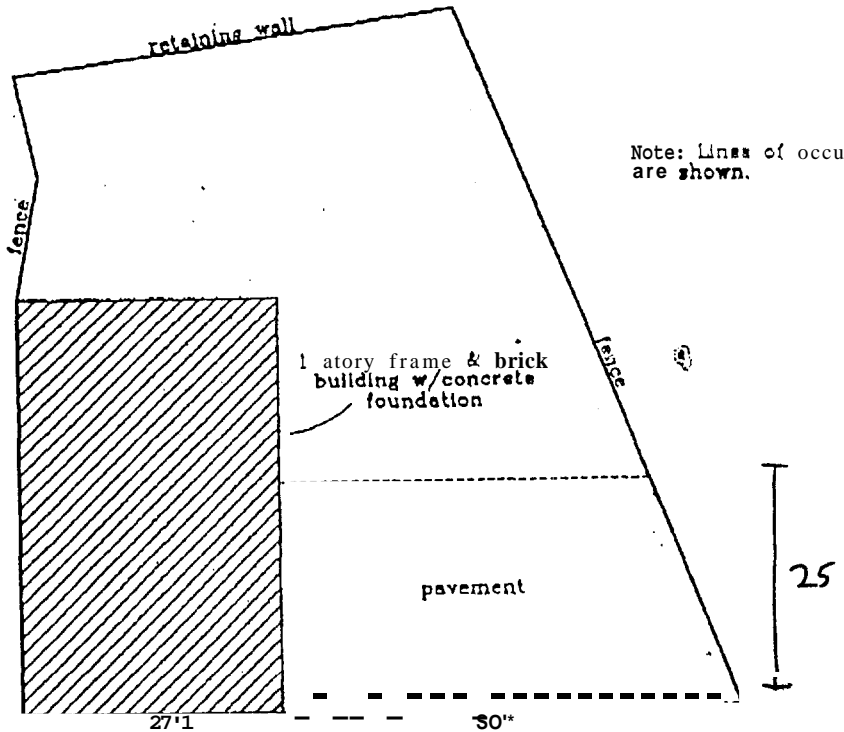 retaining wall
Note: Lines of occu
are shown.
fence
1 atory frame & brick
building w/concrete
foundation
fence
pavement
25
27'1
SO'*